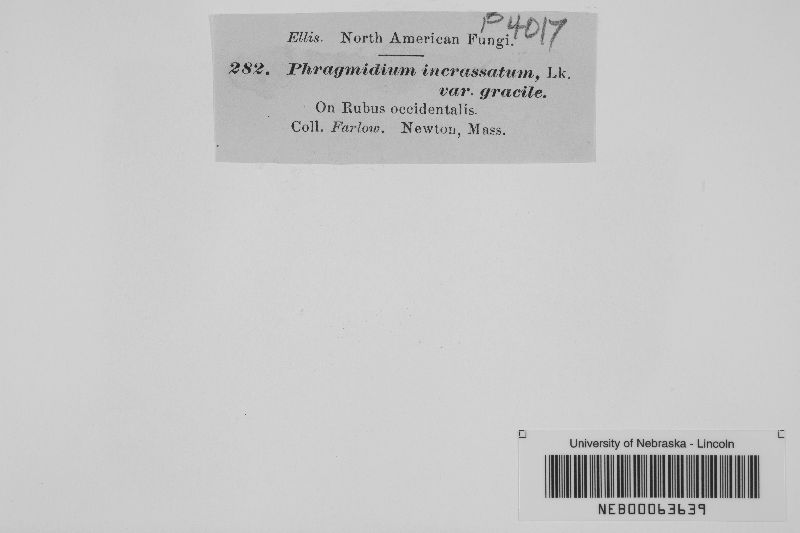 P4017
Ellis. North American Fungi.
282. Phragmidium incrassatum, Lk.
var. gracile.
On Rubus occidentalis.
Coll. Farlow. Newton, Mass.
University of Nebraska - Lincoln
NEB00063639